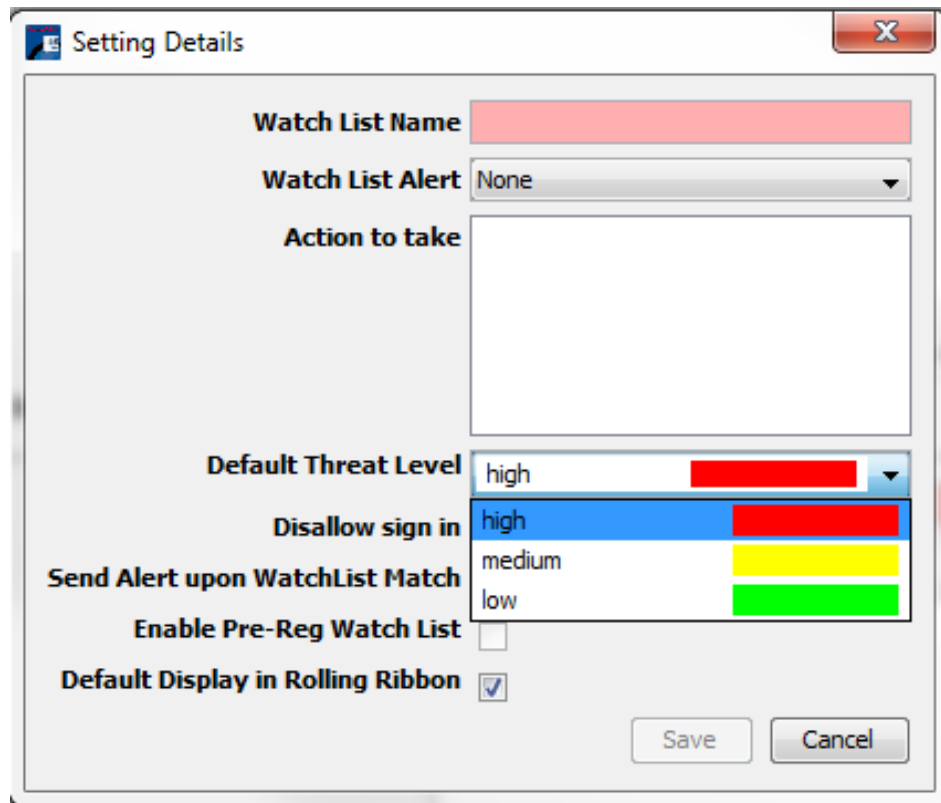 Setting Details
Watch List Name
Watch List Alert None
Action to take
Default Threat Level high
Disallow sign in high
medium
Send Alert upon WatchList Match
low
Enable Pre-Reg Watch List
Default Display in Rolling Ribbon
Save Cancel